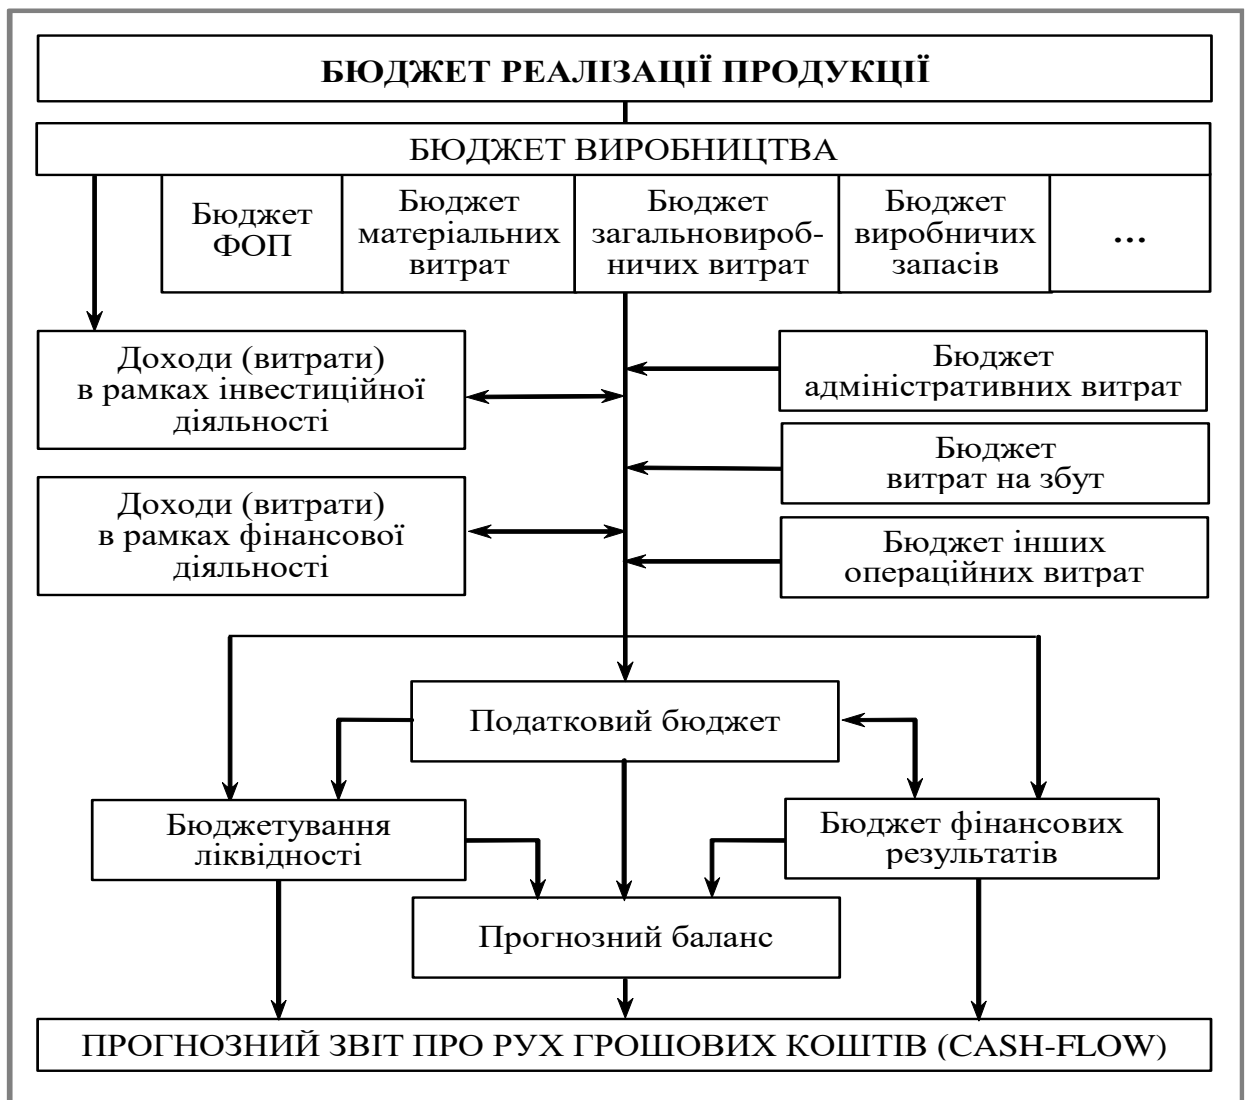 БЮДЖЕТ РЕАЛІЗАЦІЇ ПРОДУКЦІЇ
БЮДЖЕТ ВИРОБНИЦТВА
Бюджет
ФОП
Бюджет
матеріальних
витрат
Бюджет
загальновироб-
ничих витрат
Бюджет
виробничих
запасів
...
Доходи (витрати)
в рамках інвестиційної
діяльності
Бюджет
адміністративних витрат
Бюджет
витрат на збут
Доходи (витрати)
в рамках фінансової
діяльності
Бюджет інших
операційних витрат
Податковий бюджет
Бюджетування
ліквідності
Бюджет фінансових
результатів
Прогнозний баланс
ПРОГНОЗНИЙ ЗВІТ ПРО РУХ ГРОШОВИХ КОШТІВ (CASH-FLOW)